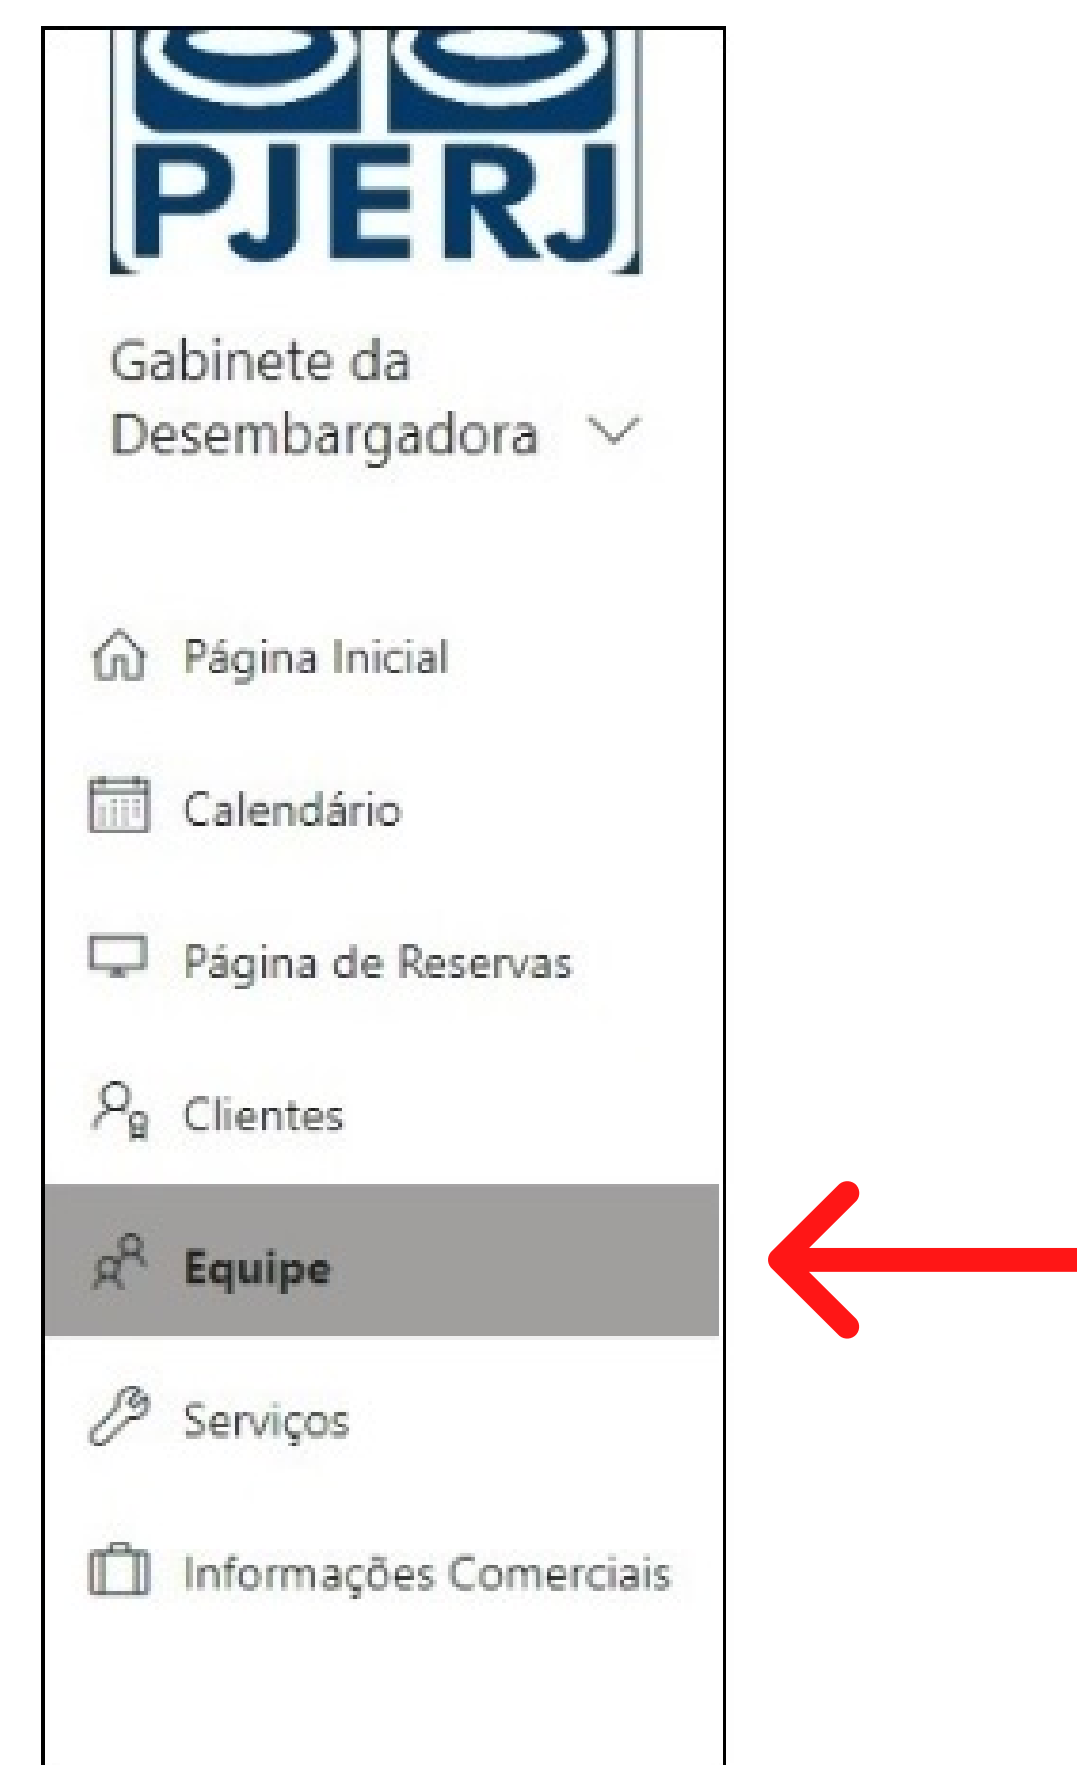 PJERJ
Gabinete da
Desembargadora
Página Inicial
Calendário
Página de Reservas
Clientes
Equipe
Serviços
Informações Comerciais